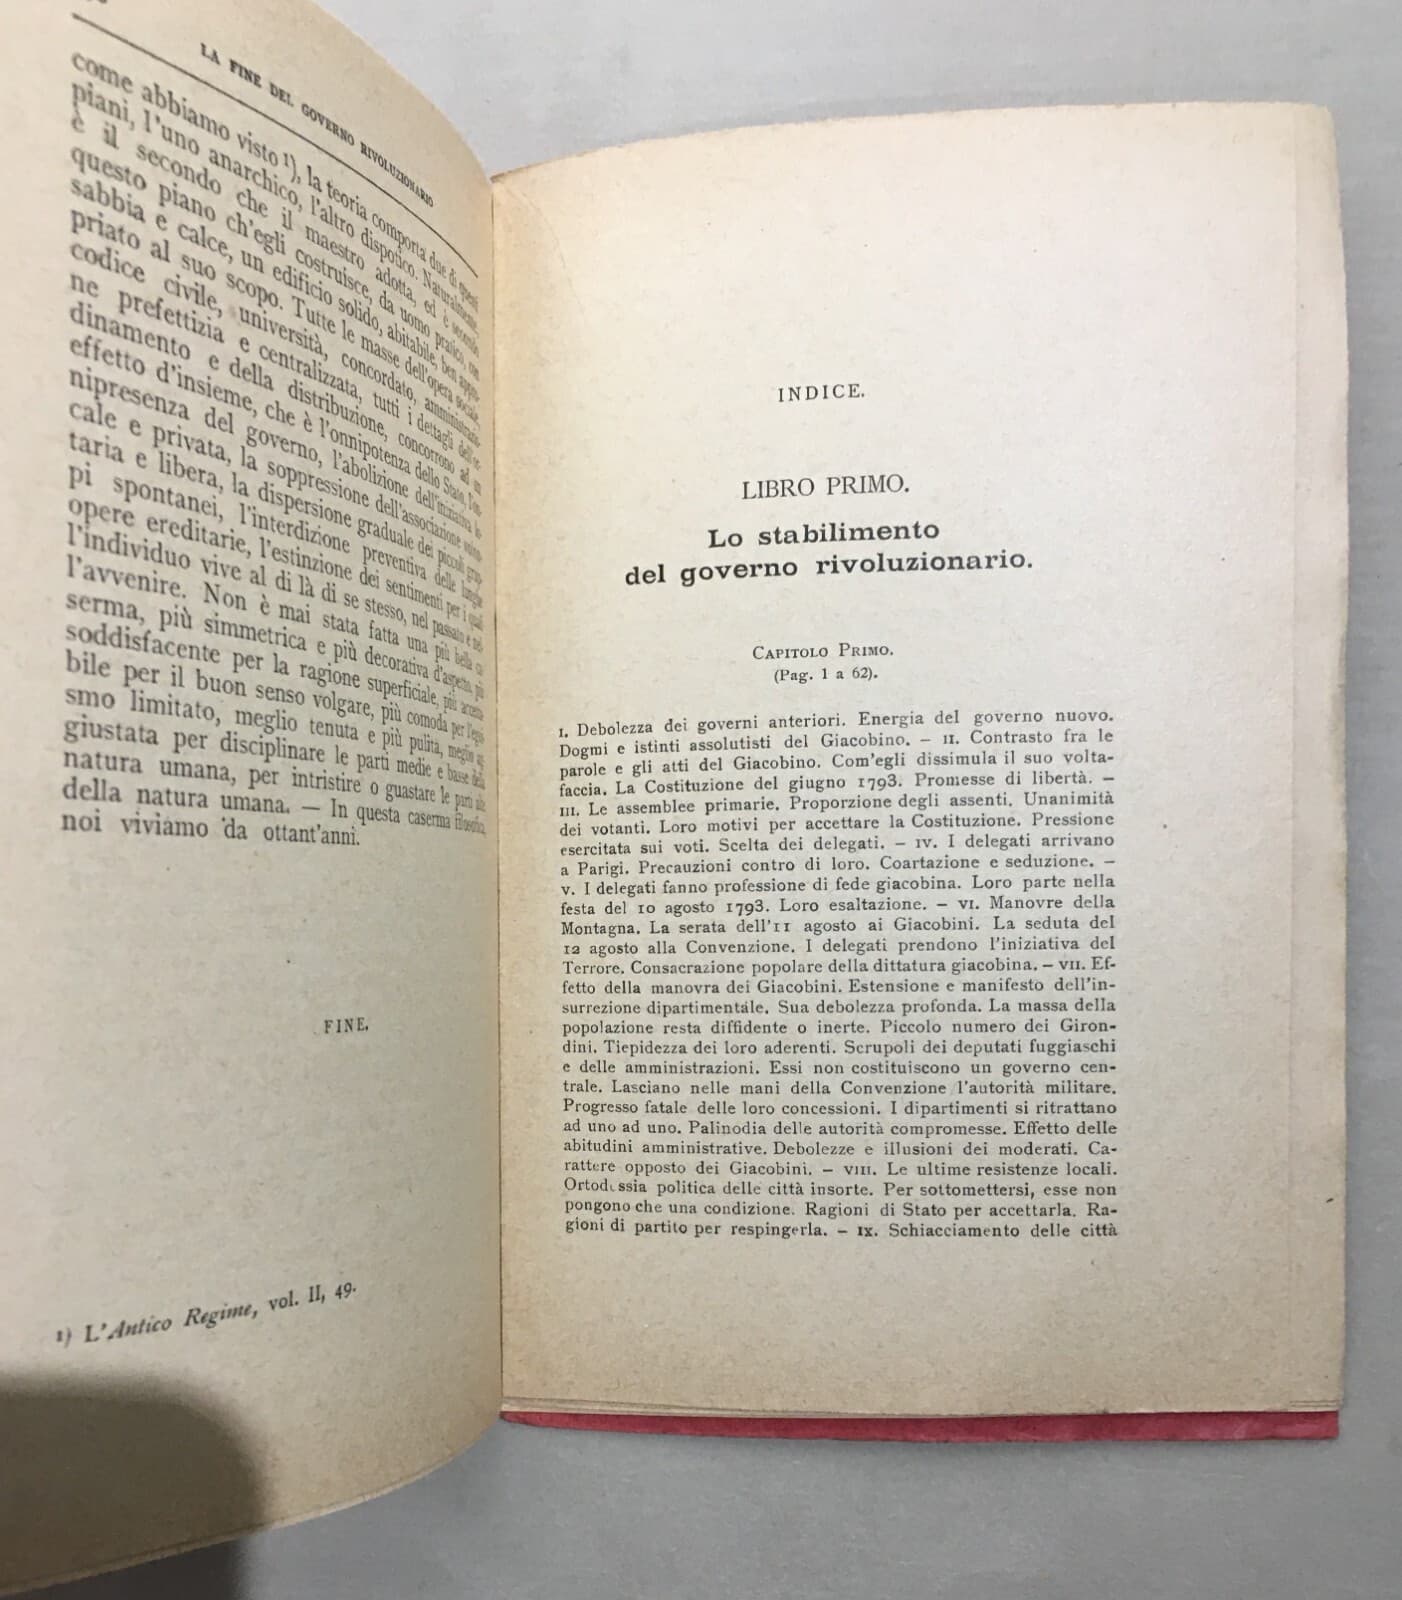 LA FINE DEL GOVERNO RIVOLUZIONARIO
come abbiamo visto 1), la teoria comporta due di questi
piani, l'uno anarchico, l'altro dispotico. Naturalmente,
è il secondo che il maestro adotta, ed è secondo
questo piano ch'egli costruisce, da uomo pratico, con
sabbia e calce, un edificio solido, abitabile, ben appro-
priato al suo scopo. Tutte le masse dell'opera sociale,
codice civile, università, concordato, amministrazio-
ne prefettizia e centralizzata, tutti i dettagli dell'or-
dinamento e della distribuzione, concorrono ad un
effetto d'insieme, che è l'onnipotenza dello Stato, l'on-
nipresenza del governo, l'abolizione dell'iniziativa lo-
cale e privata, la soppressione dell'associazione volon-
taria e libera, la dispersione graduale dei piccoli grup-
pi spontanei, l'interdizione preventiva delle lunghe
opere ereditarie, l'estinzione dei sentimenti per i quali
l'individuo vive al di là di se stesso, nel passato e nel-
l'avvenire. Non è mai stata fatta una più bella ca-
serma, più simmetrica e più decorativa d'aspetto, più
soddisfacente per la ragione superficiale, più accetta-
bile per il buon senso volgare, più comoda per l'egoi-
smo limitato, meglio tenuta e più pulita, meglio ag-
giustata per disciplinare le parti medie e basse della
natura umana, per intristire o guastare le parti alte
della natura umana. — In questa caserma filosofica,
noi viviamo da ottant'anni.
FINE.
1) L'Antico Regime, vol. II, 49.
INDICE.
LIBRO PRIMO.
Lo stabilimento
del governo rivoluzionario.
CAPITOLO PRIMO.
(Pag. 1 a 62).
I. Debolezza dei governi anteriori. Energia del governo nuovo.
Dogmi e istinti assolutisti del Giacobino. – II. Contrasto fra le
parole e gli atti del Giacobino. Com'egli dissimula il suo volta-
faccia. La Costituzione del giugno 1793. Promesse di libertà. –
III. Le assemblee primarie. Proporzione degli assenti. Unanimità
dei votanti. Loro motivi per accettare la Costituzione. Pressione
esercitata sui voti. Scelta dei delegati. – IV. I delegati arrivano
a Parigi. Precauzioni contro di loro. Coartazione e seduzione. –
V. I delegati fanno professione di fede giacobina. Loro parte nella
festa del 10 agosto 1793. Loro esaltazione. – VI. Manovre della
Montagna. La serata dell'11 agosto ai Giacobini. La seduta del
12 agosto alla Convenzione. I delegati prendono l'iniziativa del
Terrore. Consacrazione popolare della dittatura giacobina. – VII. Ef-
fetto della manovra dei Giacobini. Estensione e manifesto dell'in-
surrezione dipartimentale. Sua debolezza profonda. La massa della
popolazione resta diffidente o inerte. Piccolo numero dei Giron-
dini. Tiepidezza dei loro aderenti. Scrupoli dei deputati fuggiaschi
e delle amministrazioni. Essi non costituiscono un governo cen-
trale. Lasciano nelle mani della Convenzione l'autorità militare.
Progresso fatale delle loro concessioni. I dipartimenti si ritrattano
ad uno ad uno. Palinodia delle autorità compromesse. Effetto delle
abitudini amministrative. Debolezze e illusioni dei moderati. Ca-
rattere opposto dei Giacobini. – VIII. Le ultime resistenze locali.
Ortodossia politica delle città insorte. Per sottomettersi, esse non
pongono che una condizione. Ragioni di Stato per accettarla. Ra-
gioni di partito per respingerla. – IX. Schiacciamento delle città